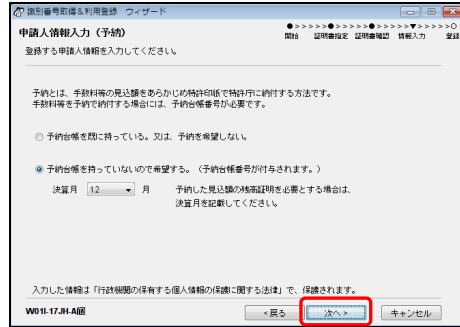 識別番号取得&利用登録 ウィザード
申請人情報入力（予納）
●>>>>>●>>>>>●>>>>>▼>>>>>○
開始 証明書指定 証明書確認 情報入力 登録
登録する申請人情報を入力してください。
予納とは、手数料等の見込額をあらかじめ特許印紙で特許庁に納付する方法です。
手数料等を予納で納付する場合には、予納台帳番号が必要です。
予納台帳を既に持っている。又は、予納を希望しない。
予納台帳を持っていないので希望する。（予納台帳番号が付与されます。）
決算月 12 月 予納した見込額の残高証明を必要とする場合は、
決算月を記載してください。
入力した情報は「行政機関の保有する個人情報の保護に関する法律」で、保護されます。
W01I-17JH-A個 <戻る 次へ> キャンセル